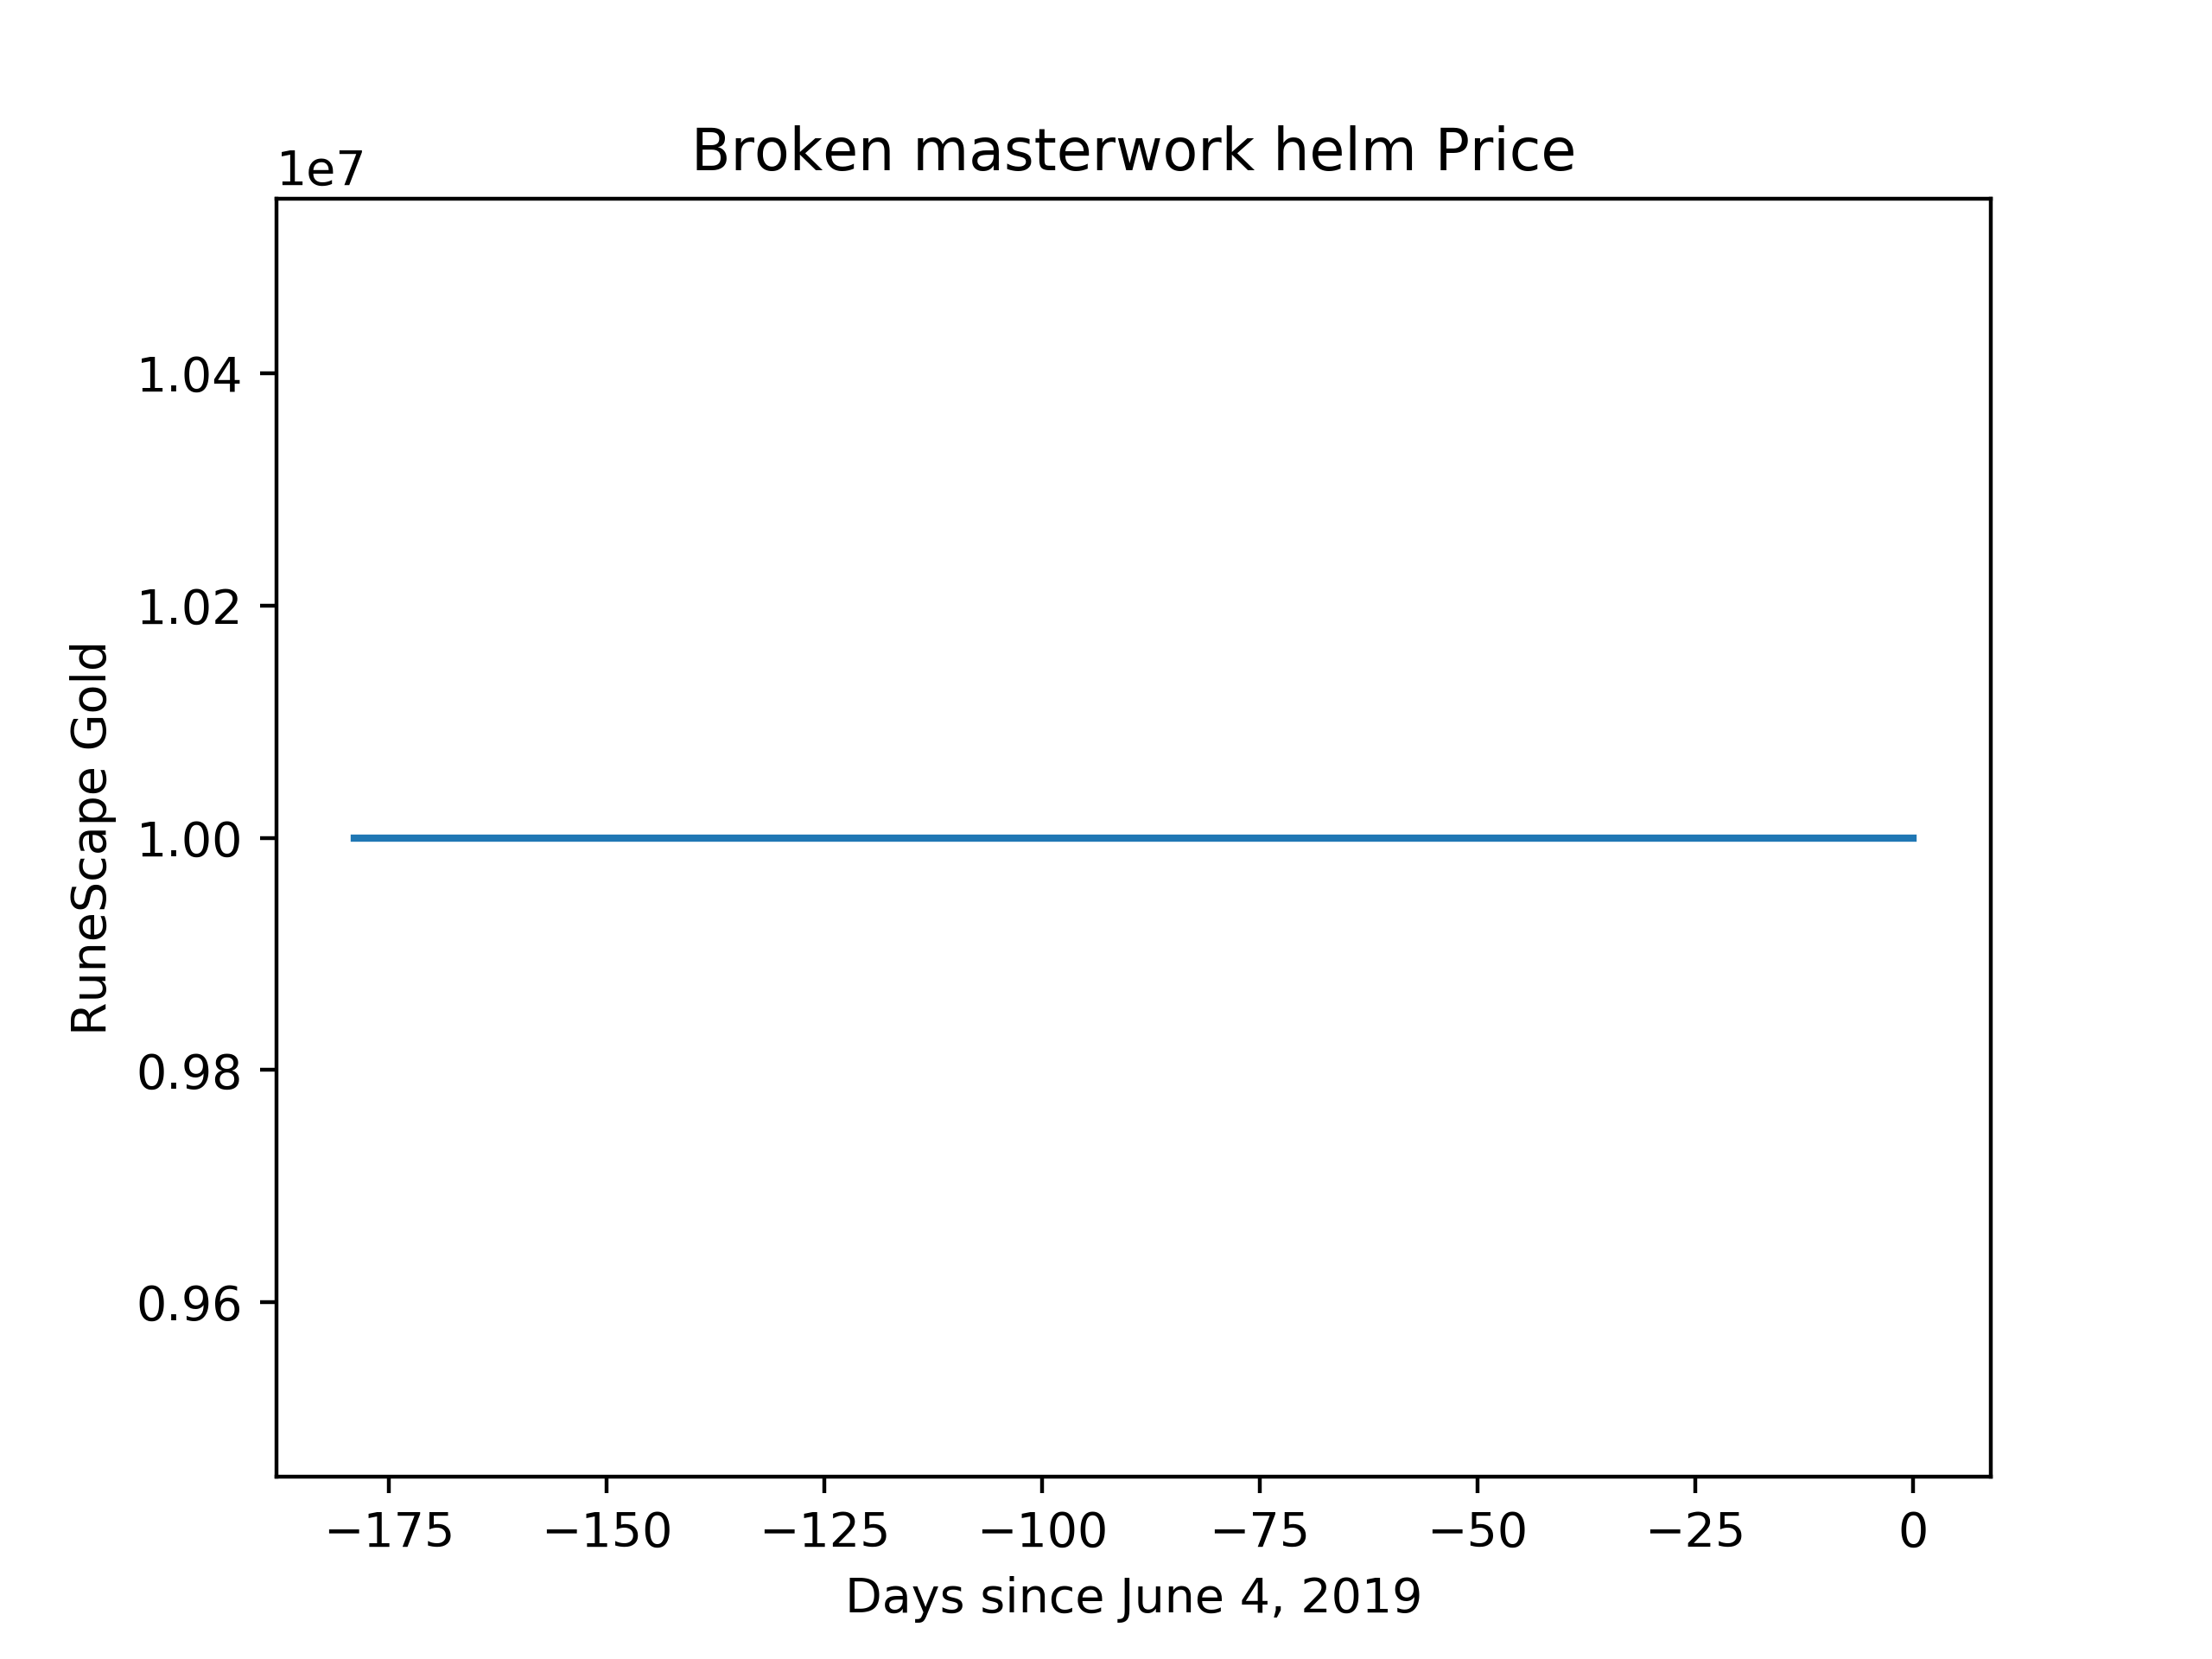 Broken masterwork helm Price
1e7
1.04
1.02
1.00
0.98
0.96
RuneScape Gold
−175 −150 −125 −100 −75 −50 −25 0
Days since June 4, 2019